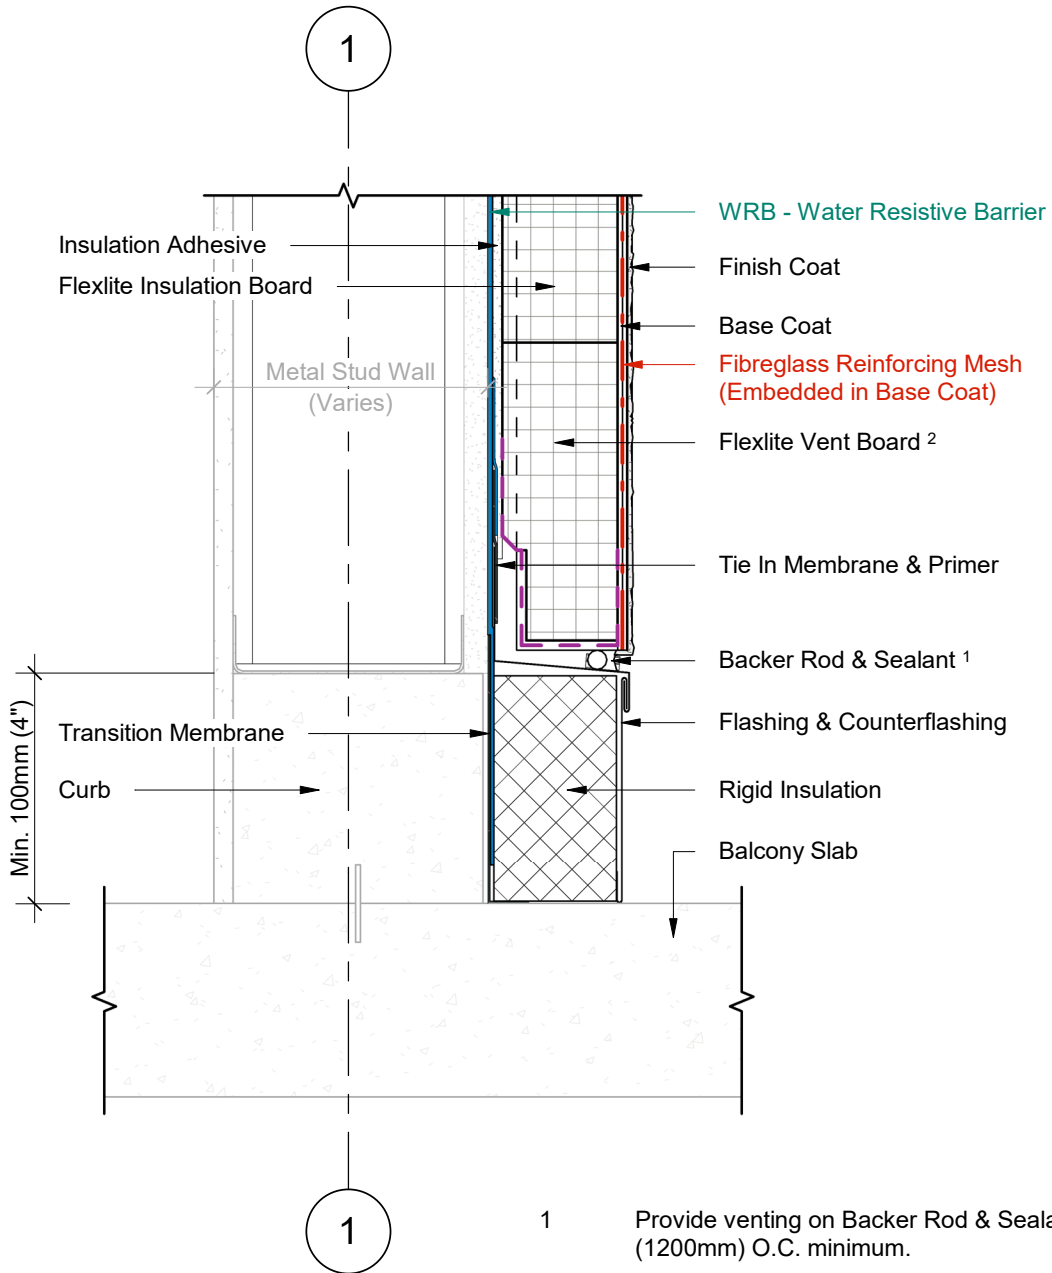 1
WRB - Water Resistive Barrier
Insulation Adhesive
Finish Coat
Flexlite Insulation Board
Base Coat
Metal Stud Wall
(Varies)
Fibreglass Reinforcing Mesh
(Embedded in Base Coat)
Flexlite Vent Board 2
Tie In Membrane & Primer
Backer Rod & Sealant 1
Min. 100mm (4")
Transition Membrane
Flashing & Counterflashing
Curb
Rigid Insulation
Balcony Slab
1
1 Provide venting on Backer Rod &
(1200mm) O.C. minimum.